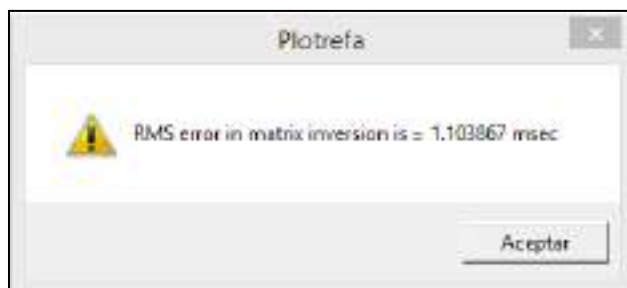 Plotrefa
RMS error in matrix inversion is = 1.103867 msec
Aceptar